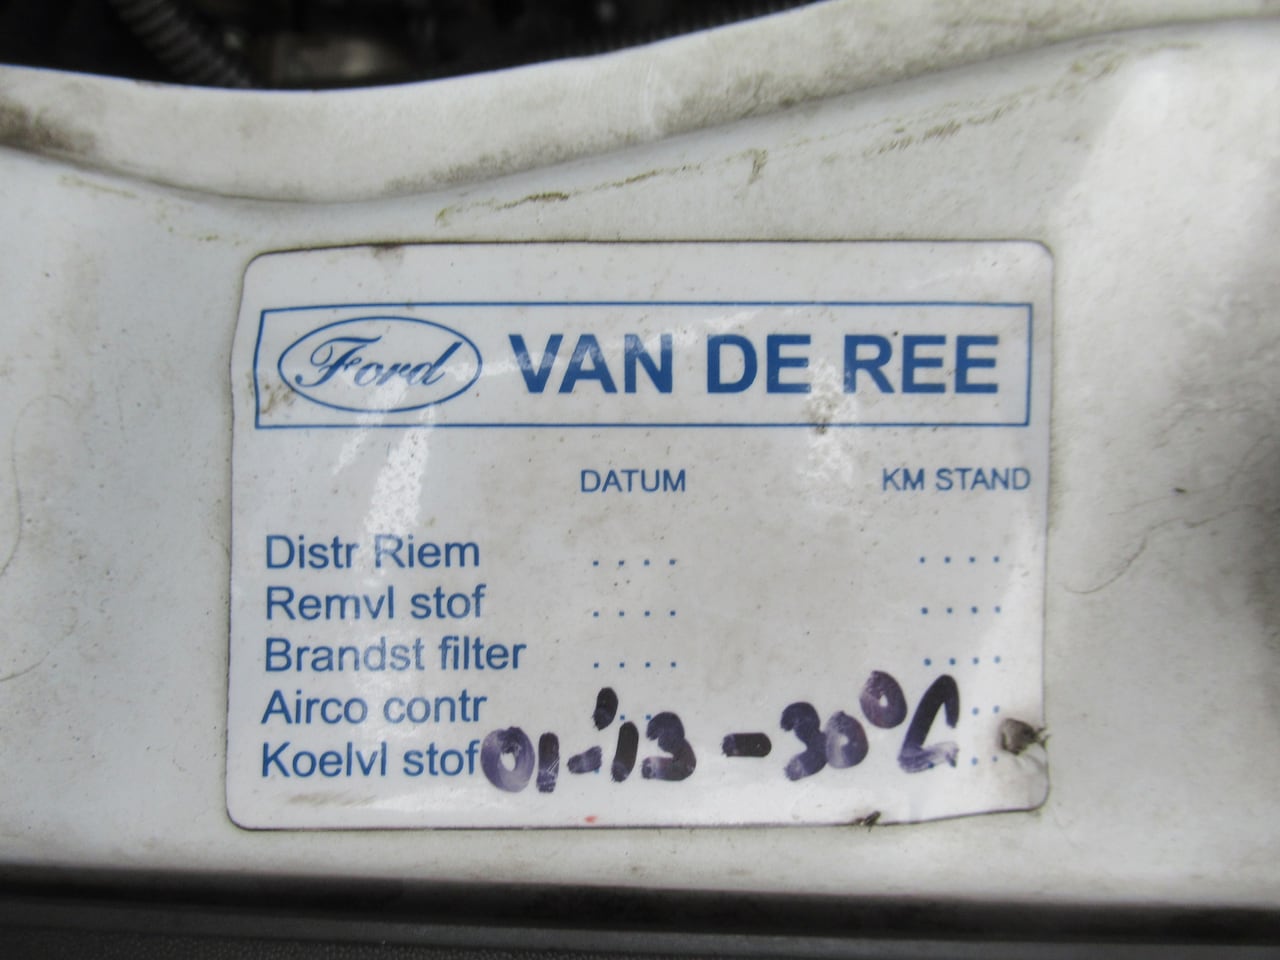 Ford VAN DE REE
DATUM KM STAND
Distr Riem .... ....
Remvl stof .... ....
Brandst filter .... ....
Airco contr .... ....
Koelvl stof 01-'13 -30°C